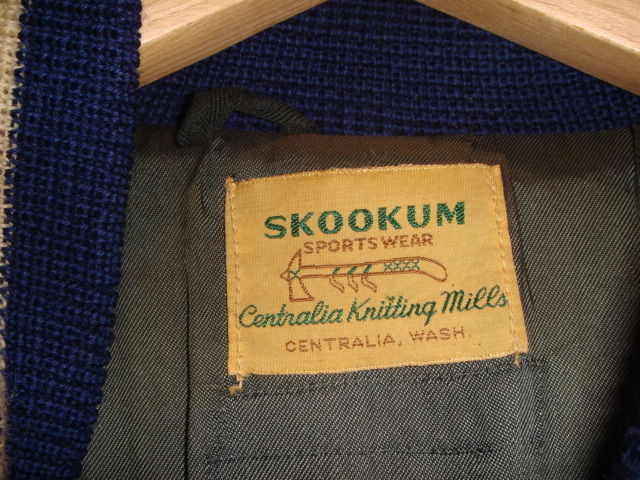 SKOOKUM
SPORTSWEAR
Centralia Knitting Mills
CENTRALIA, WASH.